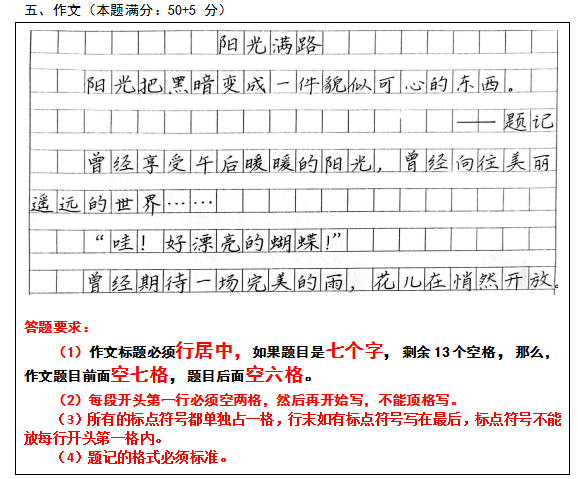 五、作文（本题满分：50+5 分）
阳光满路
阳光把黑暗变成一件貌似可心的东西。
——题记
曾经享受午后暖暖的阳光，曾经向往美丽
遥远的世界……
“哇！好漂亮的蝴蝶！”
曾经期待一场完美的雨，花儿在悄然开放。
答题要求：
（1）作文标题必须行居中，如果题目是七个字，剩余13个空格，那么，
作文题目前面空七格，题目后面空六格。
（2）每段开头第一行必须空两格，然后再开始写，不能顶格写。
（3）所有的标点符号都单独占一格，行末如有标点符号写在最后，标点符号不能
放每行开头第一格内。
（4）题记的格式必须标准。